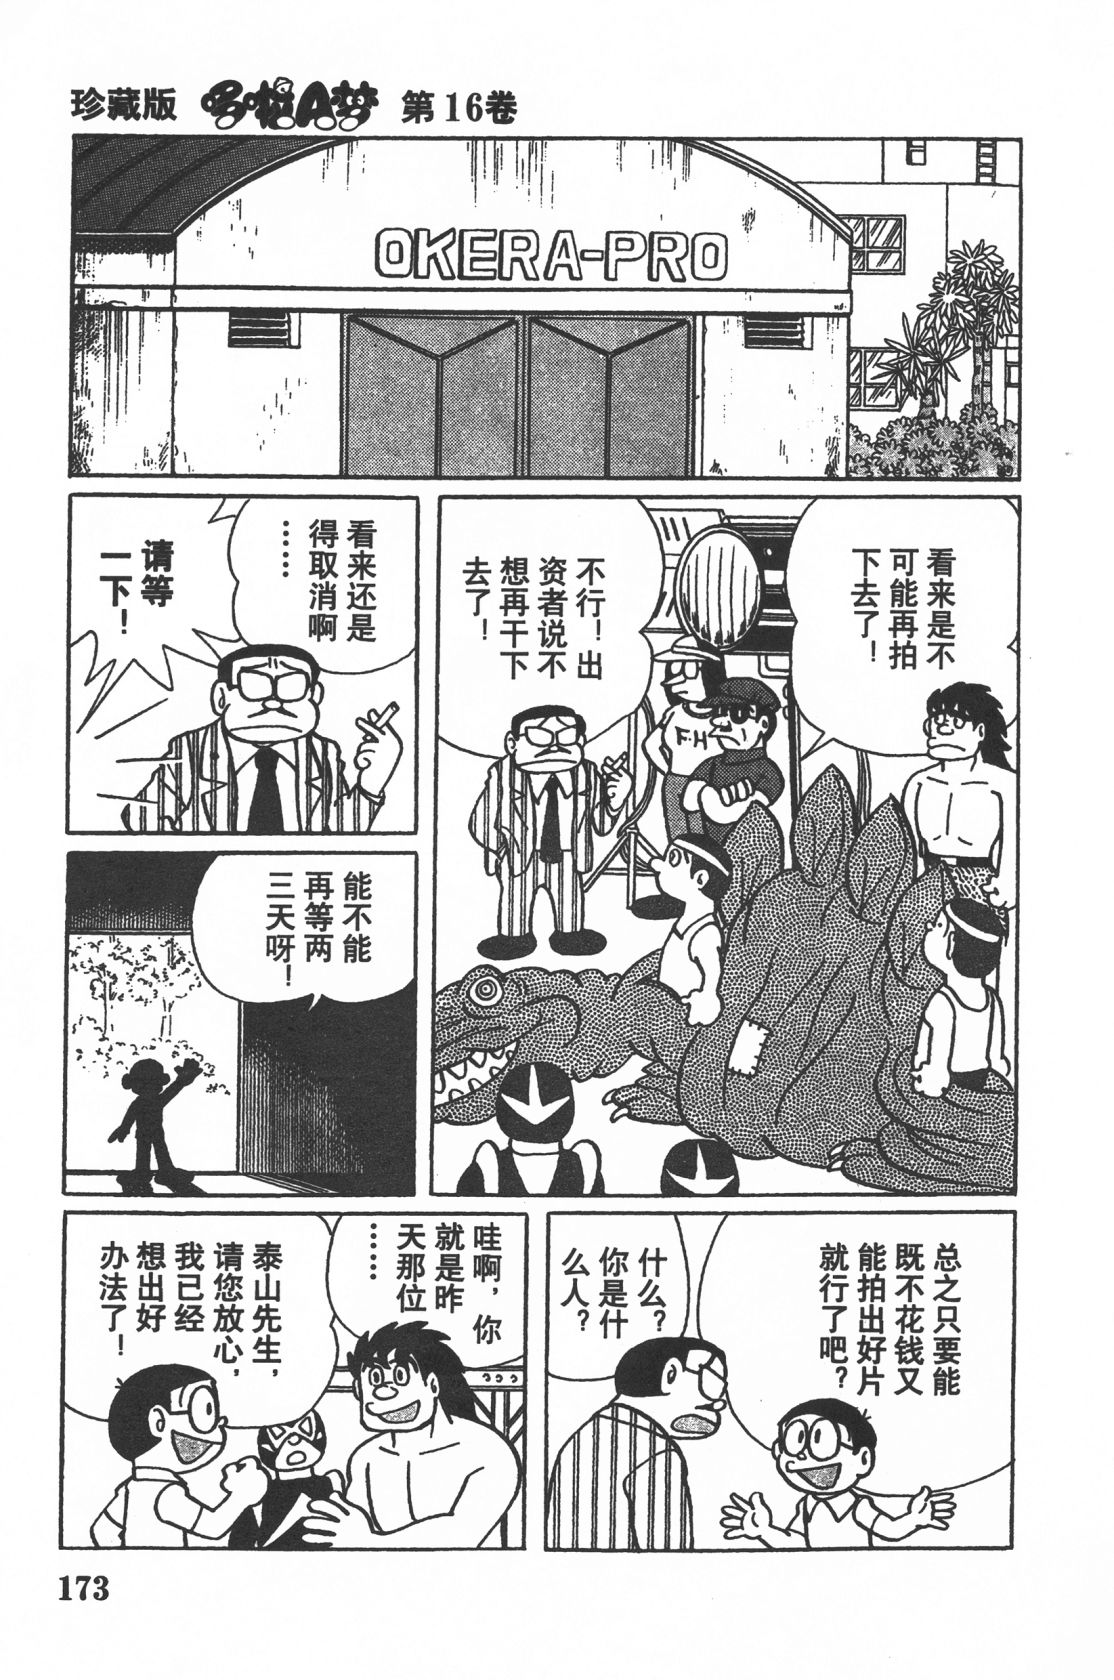 珍藏版 哆啦A梦 第16卷
OKERA-PRO
看来是不
可能再拍
下去了！
不行！出
资者说不
想再干下
去了！
F·H
看来还是
得取消啊
……
请等
一下！
能不能
再等两
三天呀！
总之只要能
既不花钱又
能拍出好片
就行了吧？
什么？
你是什
么人？
哇啊，你
就是昨
天那位
……
泰山先生，
请您放心，
我已经
想出好
办法了！
173